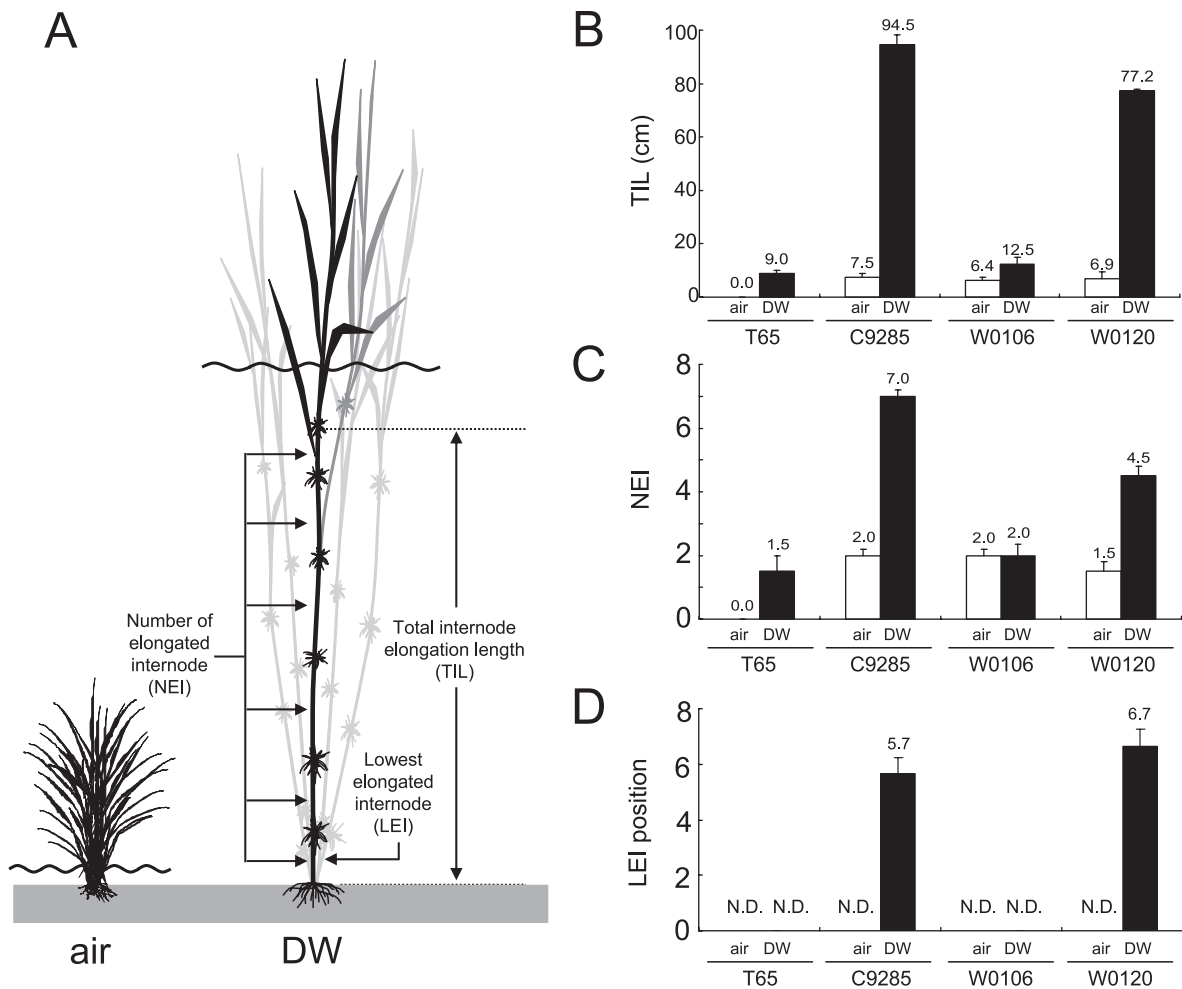 A
Number of
elongated
internode
(NEI)
Total internode
elongation length
(TIL)
Lowest
elongated
internode
(LEI)
air
DW
B
TIL (cm)
100
80
60
40
20
0
0.0
9.0
7.5
94.5
6.4
12.5
6.9
77.2
air DW air DW air DW air DW
T65 C9285 W0106 W0120
C
NEI
8
6
4
2
0
0.0
1.5
2.0
7.0
2.0
2.0
1.5
4.5
air DW air DW air DW air DW
T65 C9285 W0106 W0120
D
LEI position
8
6
4
2
0
N.D. N.D. N.D. 5.7 N.D. N.D. N.D. 6.7
air DW air DW air DW air DW
T65 C9285 W0106 W0120